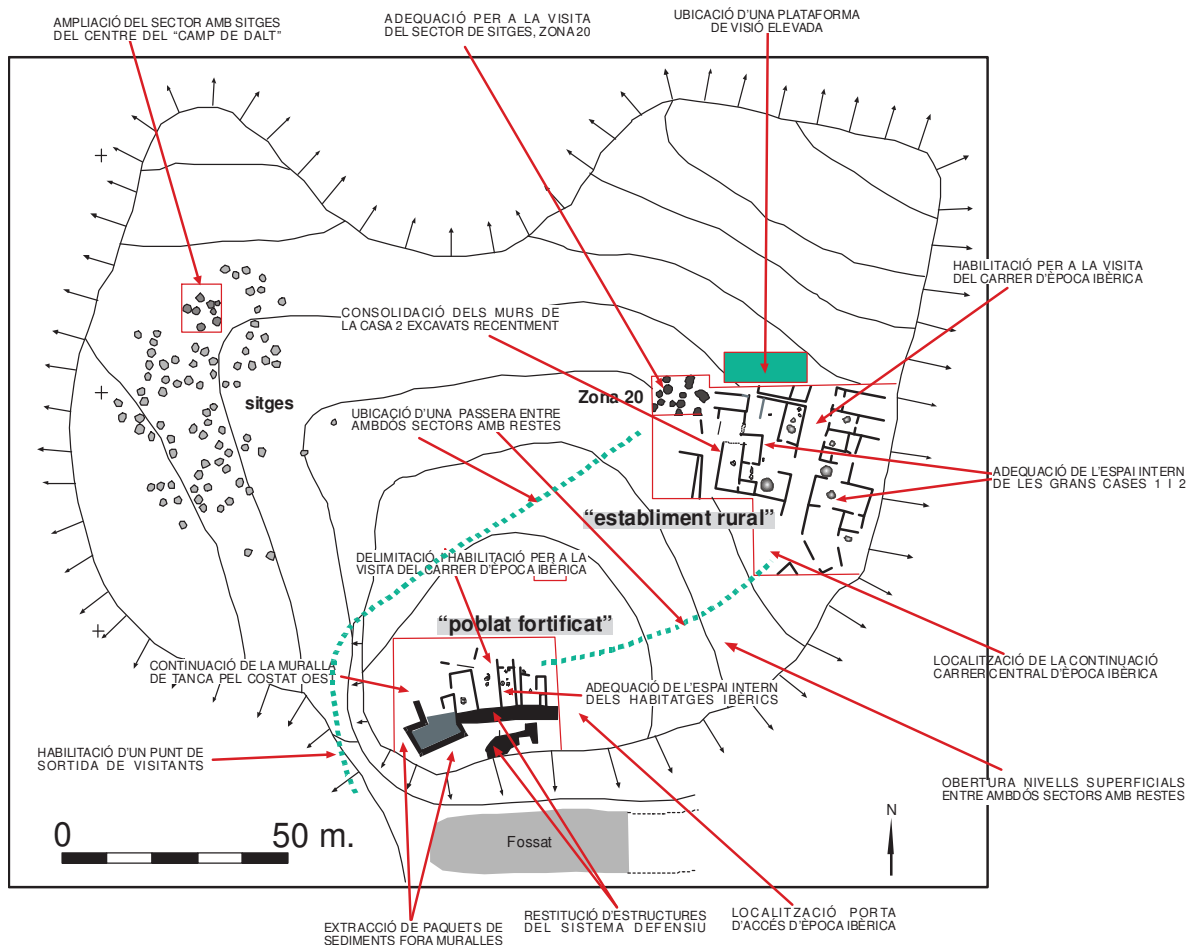 AMPLIACIÓ DEL SECTOR AMB SITGES
DEL CENTRE DEL “CAMP DE DALT”
ADEQUACIÓ PER A LA VISITA
DEL SECTOR DE SITGES, ZONA 20
UBICACIÓ D’UNA PLATAFORMA
DE VISIÓ ELEVADA
HABILITACIÓ PER A LA VISITA
DEL CARRER D’ÈPOCA IBÈRICA
CONSOLIDACIÓ DELS MURS DE
LA CASA 2 EXCAVATS RECENTMENT
sitges
Zona 20
UBICACIÓ D’UNA PASSERA ENTRE
AMBDÓS SECTORS AMB RESTES
ADEQUACIÓ DE L’ESPAI INTERN
DE LES GRANS CASES 1 I 2
“establiment rural”
DELIMITACIÓ I HABILITACIÓ PER A LA
VISITA DEL CARRER D’ÈPOCA IBÈRICA
“poblat fortificat”
CONTINUACIÓ DE LA MURALLA
DE TANCA PEL COSTAT OEST
ADEQUACIÓ DE L’ESPAI INTERN
DELS HABITATGES IBÈRICS
LOCALITZACIÓ DE LA CONTINUACIÓ
CARRER CENTRAL D’ÈPOCA IBÈRICA
HABILITACIÓ D’UN PUNT DE
SORTIDA DE VISITANTS
OBERTURA NIVELLS SUPERFICIALS
ENTRE AMBDÓS SECTORS AMB RESTES
0 50 m.
Fossat
N
EXTRACCIÓ DE PAQUETS DE
SEDIMENTS FORA MURALLES
RESTITUCIÓ D’ESTRUCTURES
DEL SISTEMA DEFENSIU
LOCALITZACIÓ PORTA
D’ACCÉS D’ÈPOCA IBÈRICA